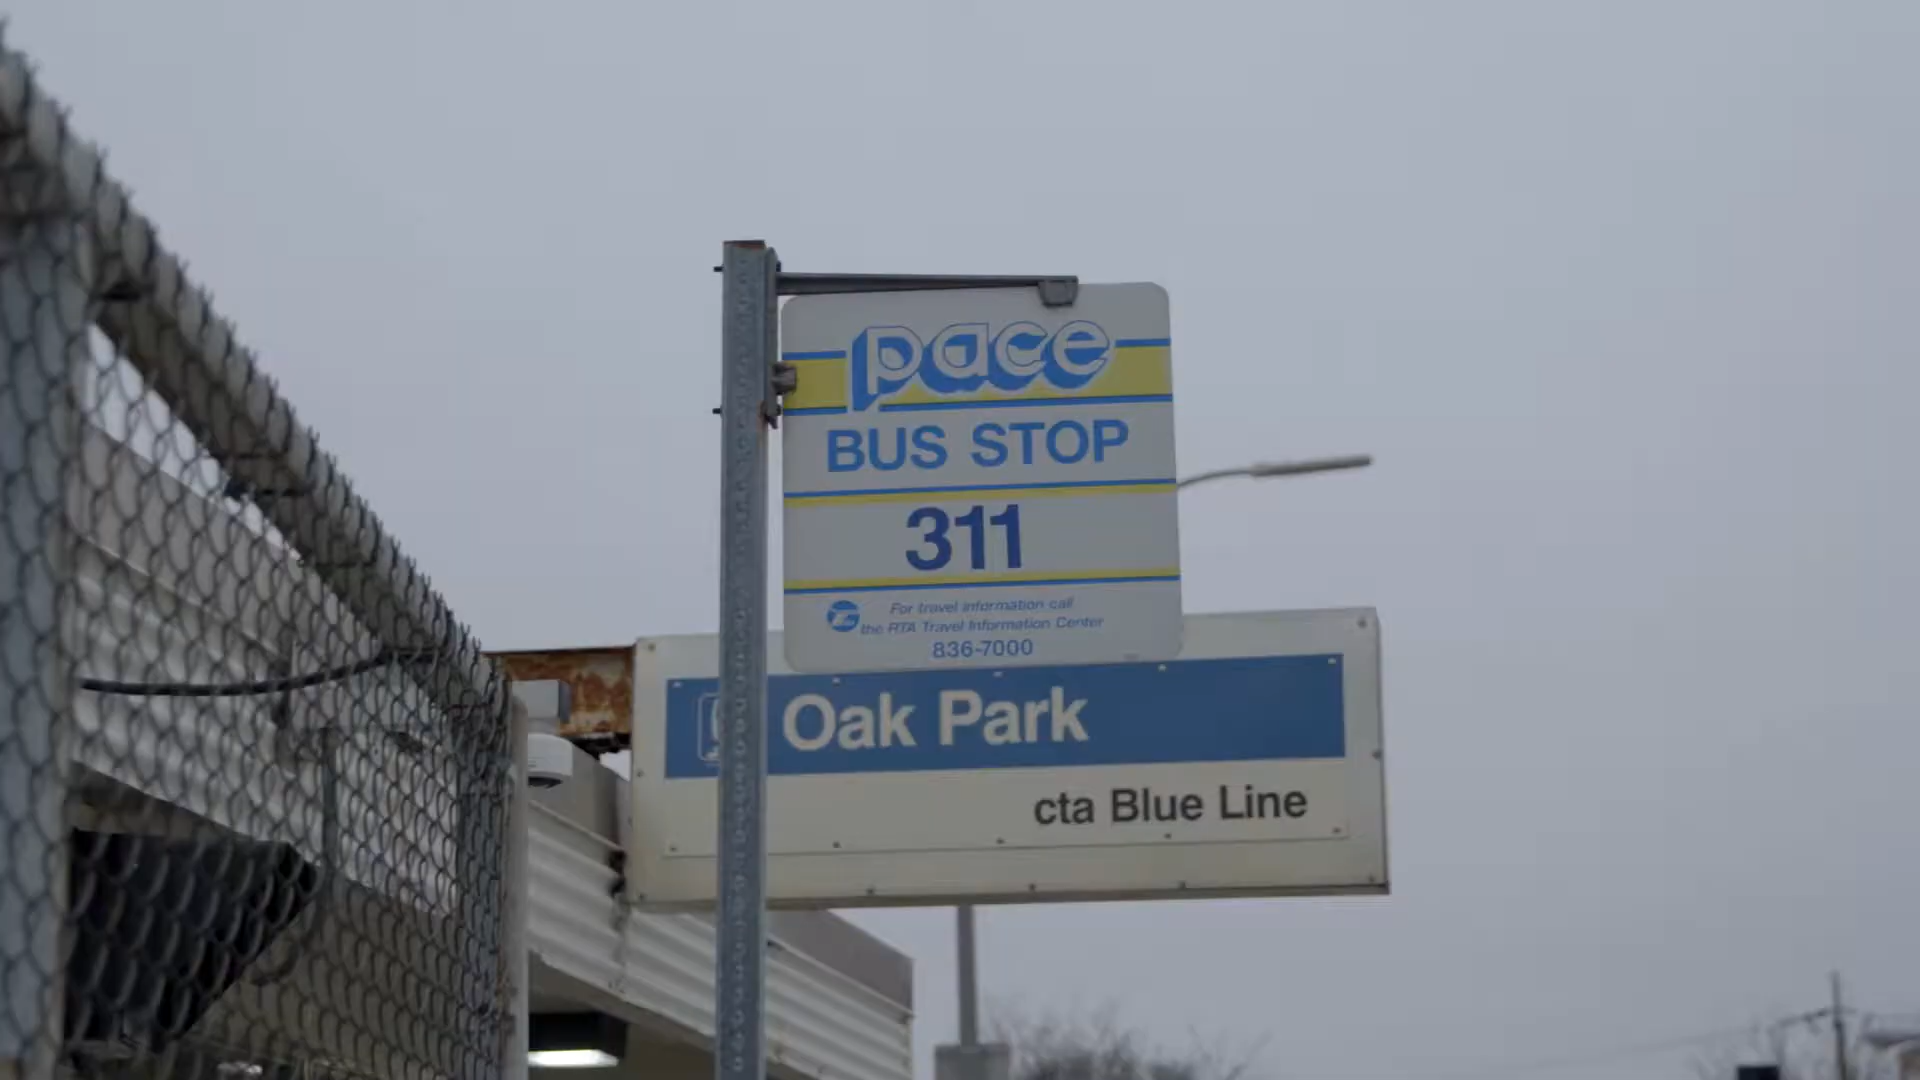 pace
BUS STOP
311
For travel information call
the RTA Travel Information Center
836-7000
Oak Park
cta Blue Line